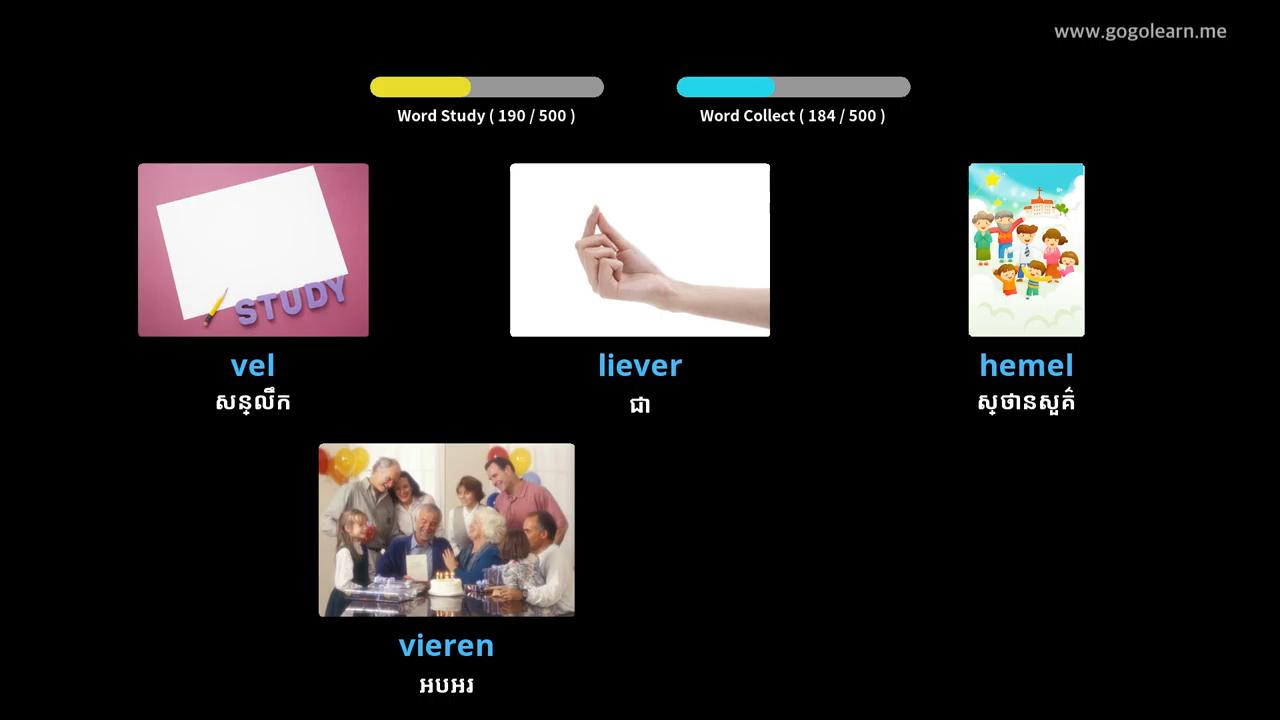 www.gogolearn.me
Word Study ( 190 / 500 )
Word Collect ( 184 / 500 )
STUDY
vel
liever
hemel
សន្លឹក
ជា
ស្ថានសួគ៌
vieren
អបអរ